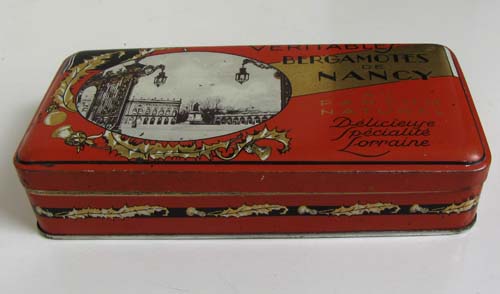 VERITABLES
BERGAMOTES
DE
NANCY
Délicieuse
Spécialité
Lorraine